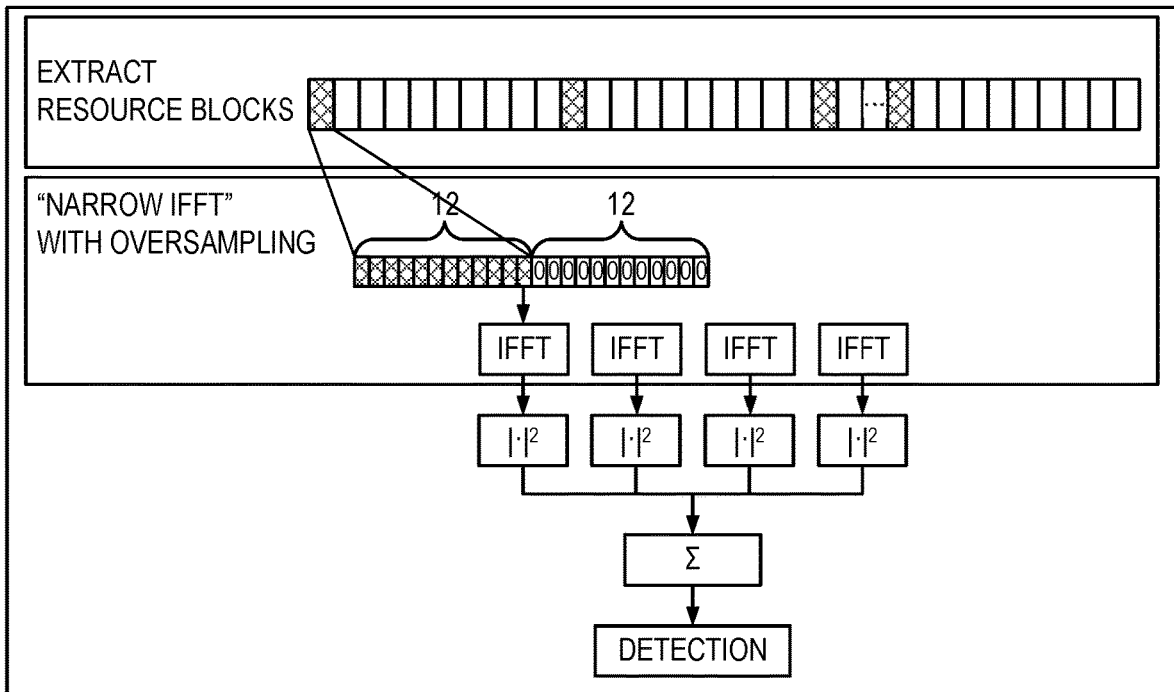 EXTRACT
RESOURCE BLOCKS
...
“NARROW IFFT”
WITH OVERSAMPLING
12 12
000000000000
IFFT IFFT IFFT IFFT
|·|² |·|² |·|² |·|²
Σ
DETECTION